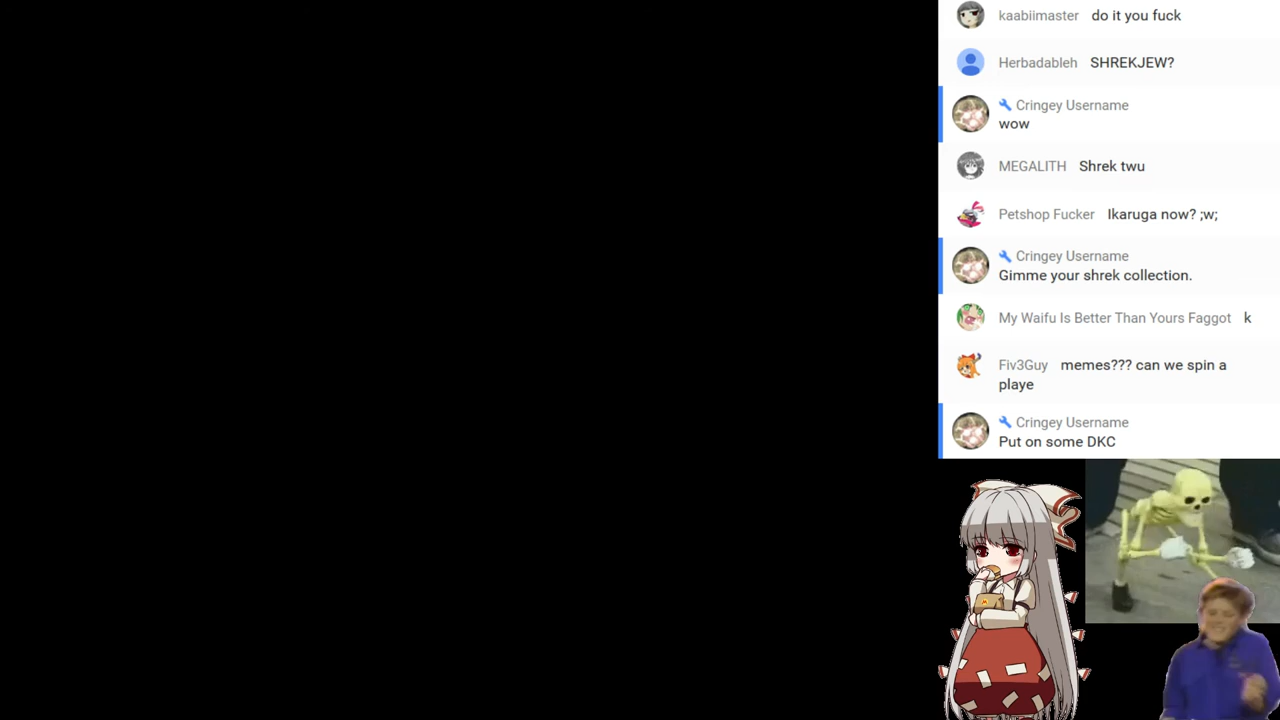 kaabiimaster do it you fuck
Herbadableh SHREKJEW?
Cringey Username
wow
MEGALITH Shrek twu
Petshop Fucker Ikaruga now? ;w;
Cringey Username
Gimme your shrek collection.
My Waifu Is Better Than Yours Faggot k
Fiv3Guy memes??? can we spin a
playe
Cringey Username
Put on some DKC